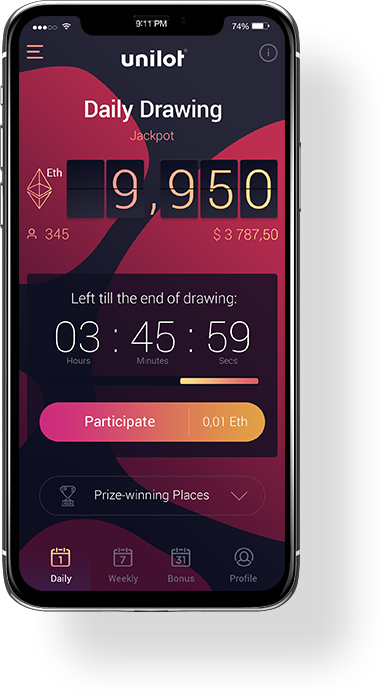 9:11 PM 74%
unilot
Daily Drawing
Jackpot
Eth
9,950
345 $ 3 787,50
Left till the end of drawing:
03 : 45 : 59
Hours Minutes Secs
Participate 0,01 Eth
Prize-winning Places
1 7 31
Daily Weekly Bonus Profile